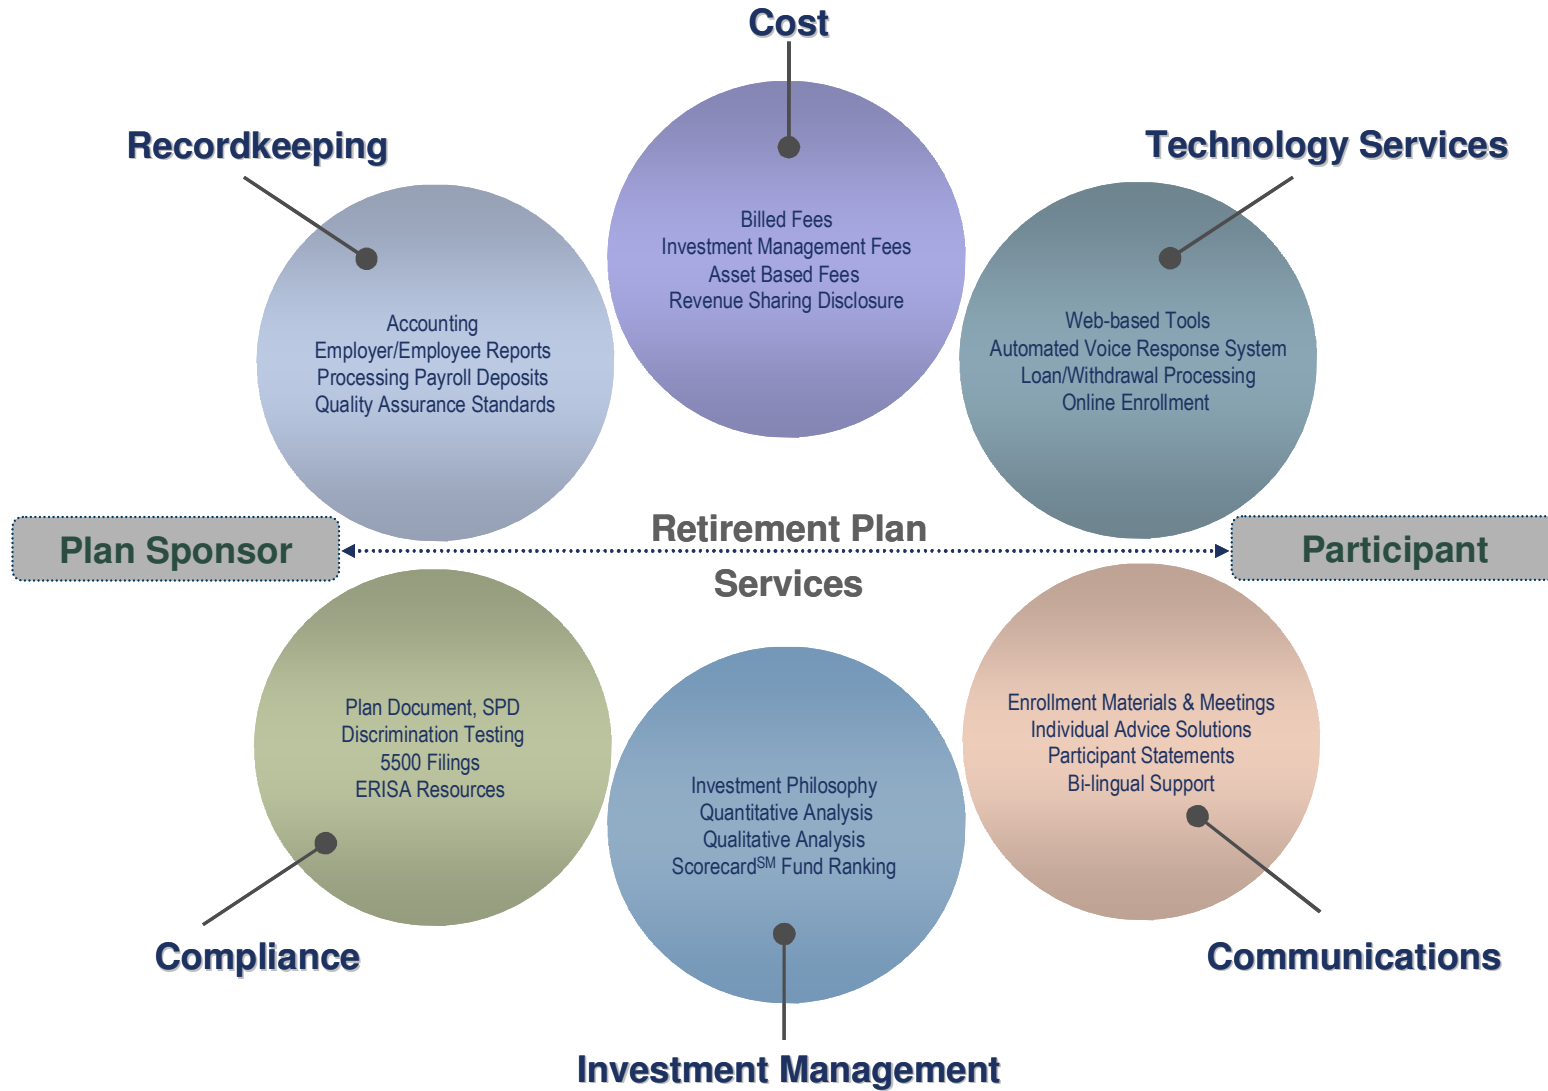 Cost
Recordkeeping
Technology Services
Billed Fees
Investment Management Fees
Asset Based Fees
Revenue Sharing Disclosure
Accounting
Employer/Employee Reports
Processing Payroll Deposits
Quality Assurance Standards
Web-based Tools
Automated Voice Response System
Loan/Withdrawal Processing
Online Enrollment
Plan Sponsor
Retirement Plan
Services
Participant
Plan Document, SPD
Discrimination Testing
5500 Filings
ERISA Resources
Investment Philosophy
Quantitative Analysis
Qualitative Analysis
Scorecard℠ Fund Ranking
Enrollment Materials & Meetings
Individual Advice Solutions
Participant Statements
Bi-lingual Support
Compliance
Communications
Investment Management